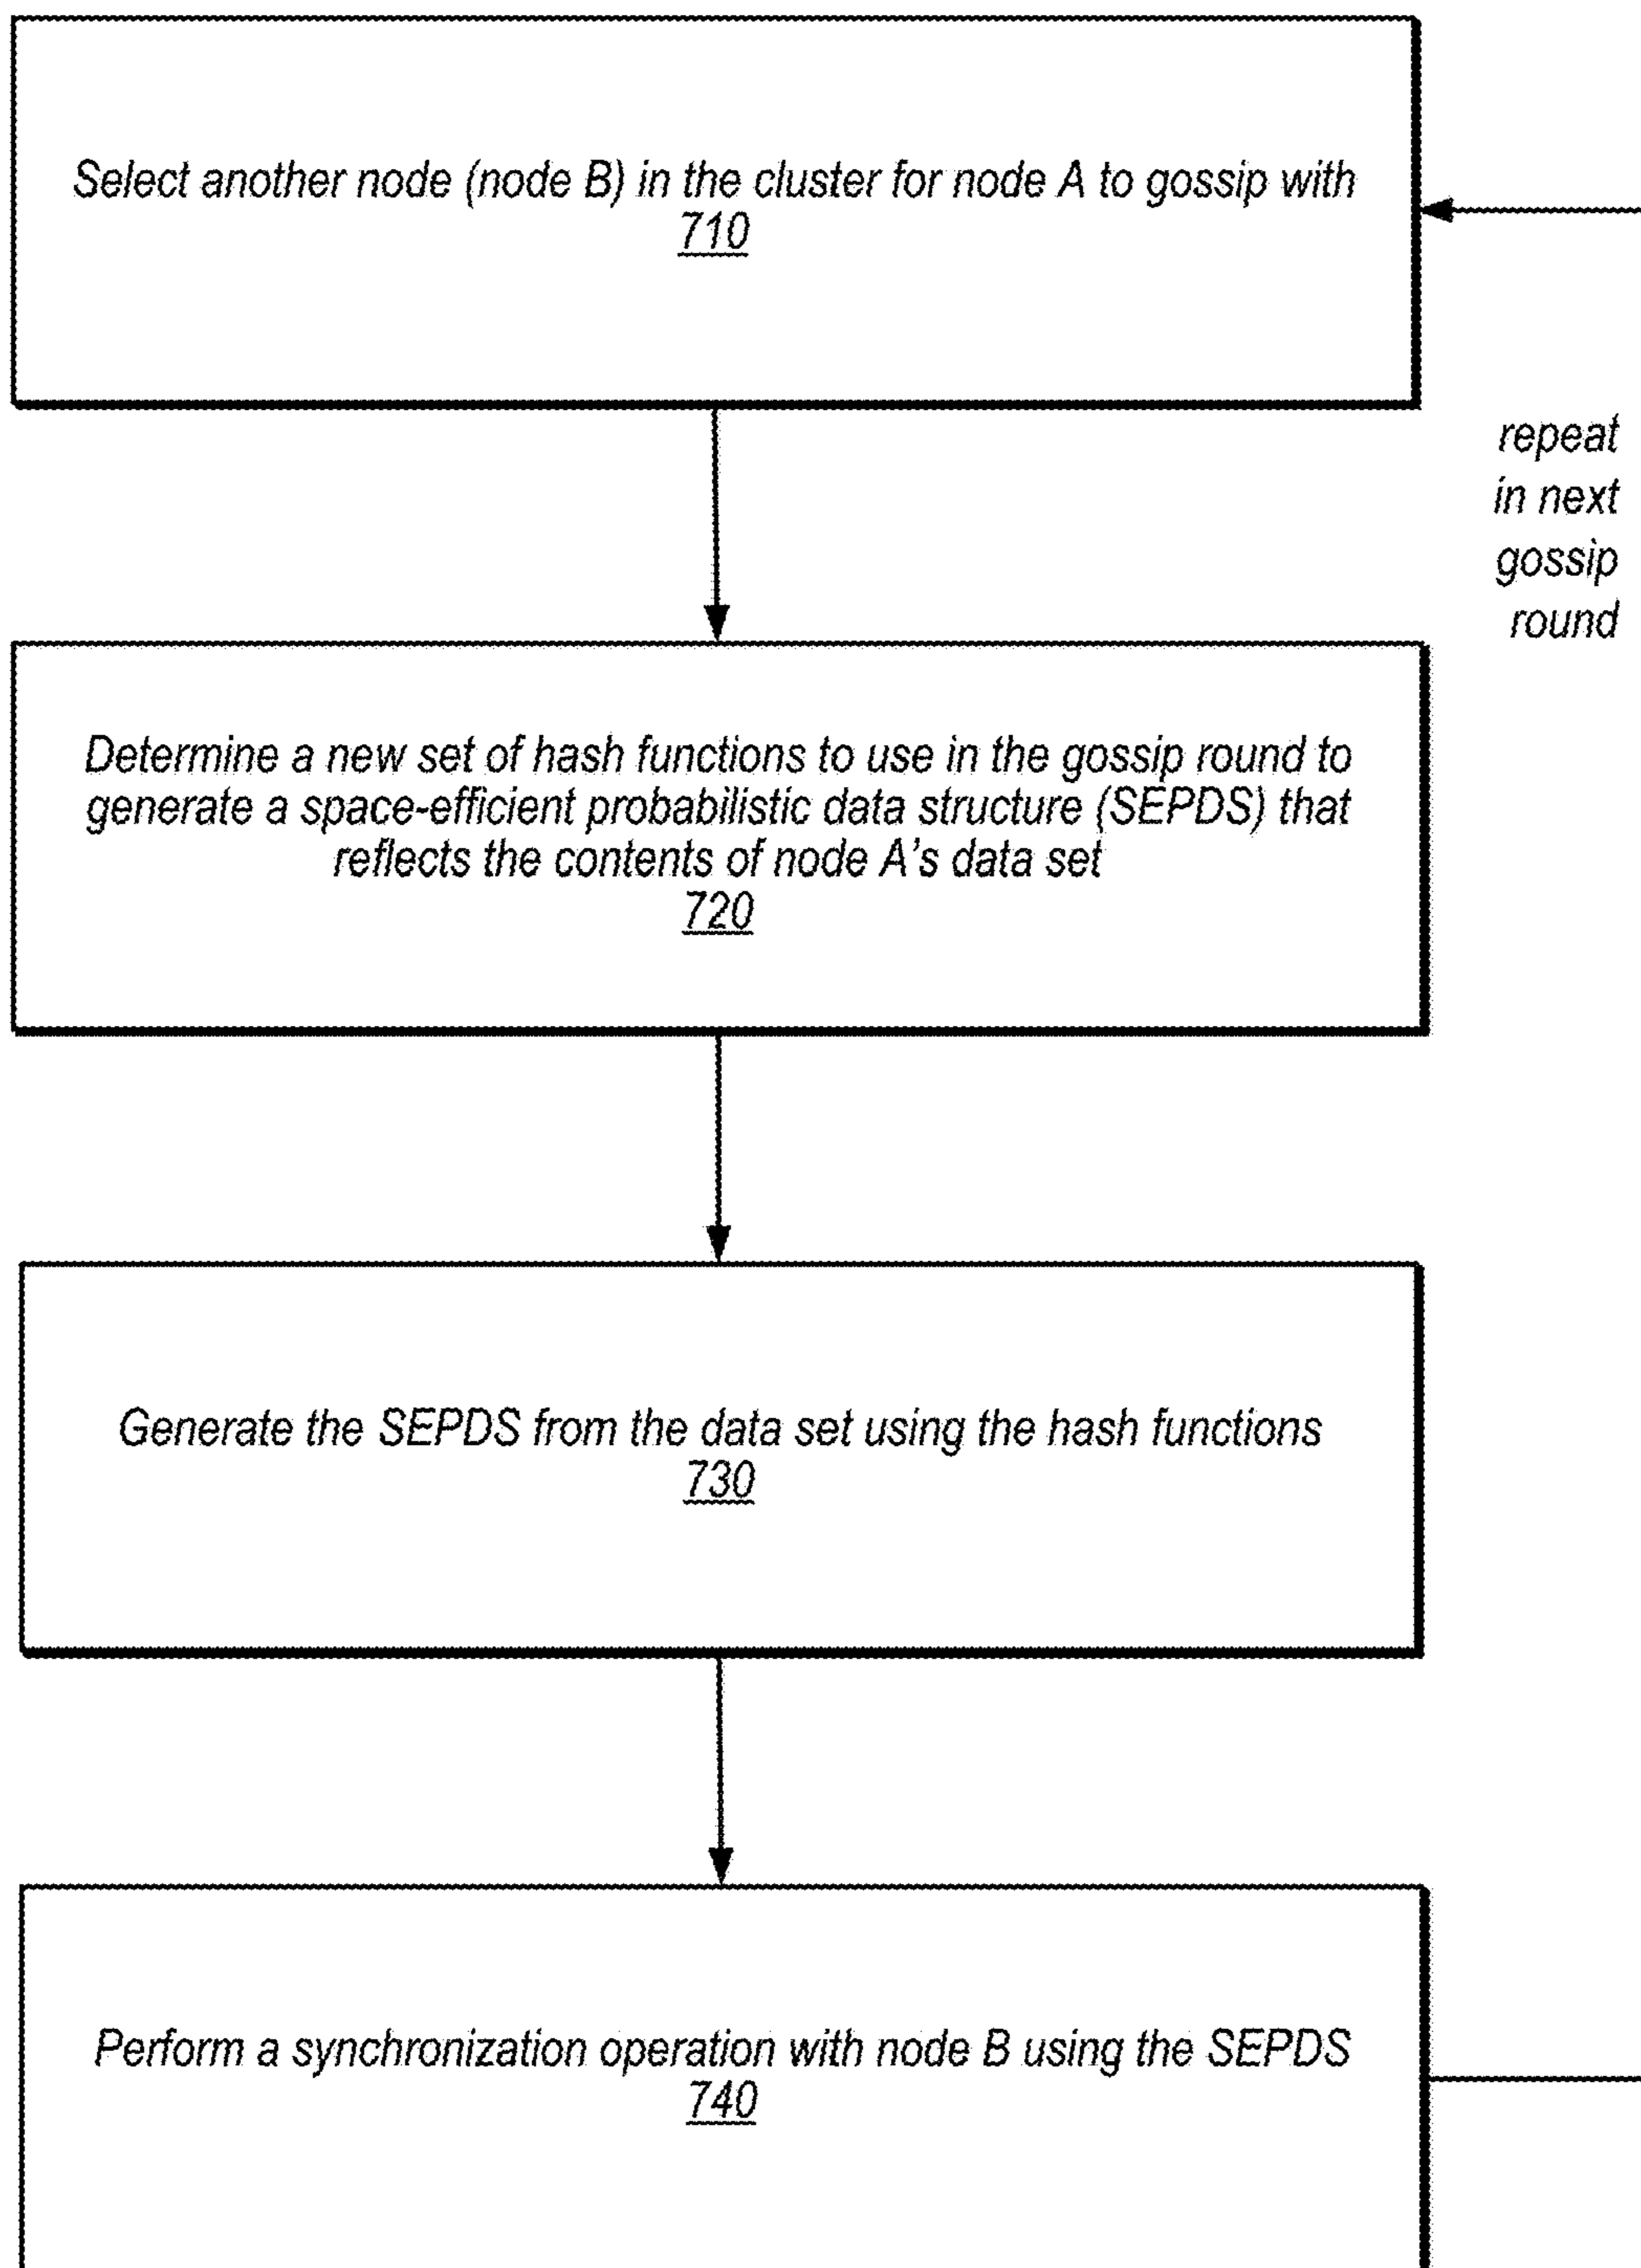 Select another node (node B) in the cluster for node A to gossip with
710
repeat
in next
gossip
round
Determine a new set of hash functions to use in the gossip round to
generate a space-efficient probabilistic data structure (SEPDS) that
reflects the contents of node A's data set
720
Generate the SEPDS from the data set using the hash functions
730
Perform a synchronization operation with node B using the SEPDS
740